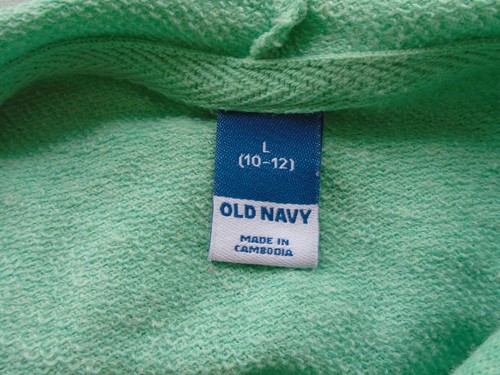 L
(10-12)
OLD NAVY
MADE IN
CAMBODIA